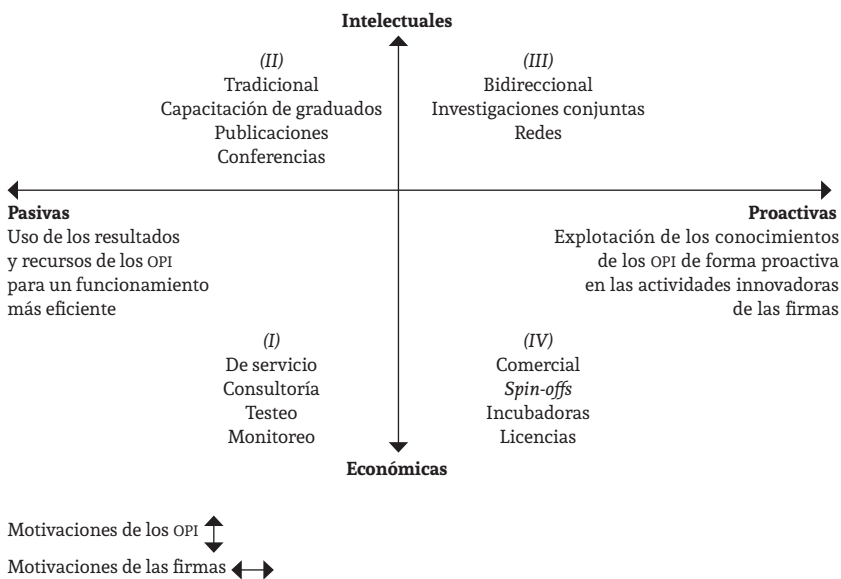 Intelectuales
(II)
Tradicional
Capacitación de graduados
Publicaciones
Conferencias
(III)
Bidireccional
Investigaciones conjuntas
Redes
Pasivas
Uso de los resultados
y recursos de los OPI
para un funcionamiento
más eficiente
Proactivas
Explotación de los conocimientos
de los OPI de forma proactiva
en las actividades innovadoras
de las firmas
(I)
De servicio
Consultoría
Testeo
Monitoreo
(IV)
Comercial
Spin-offs
Incubadoras
Licencias
Económicas
Motivaciones de los OPI
Motivaciones de las firmas